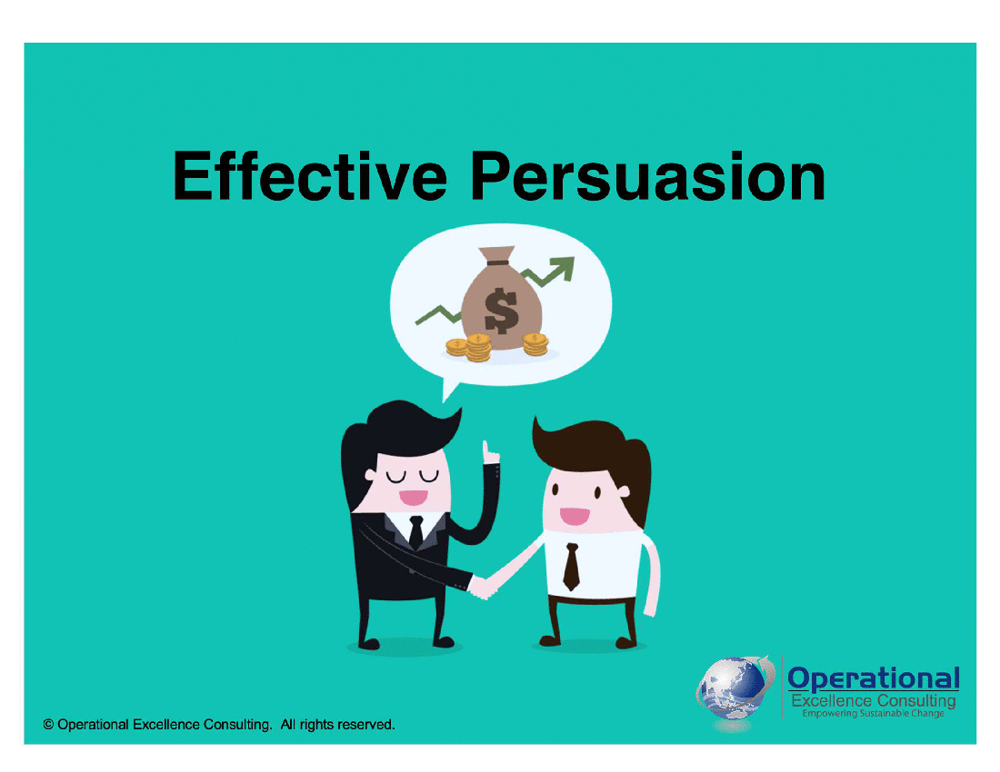 Effective Persuasion
$
Operational
Excellence Consulting
Empowering Sustainable Change
© Operational Excellence Consulting.  All rights reserved.